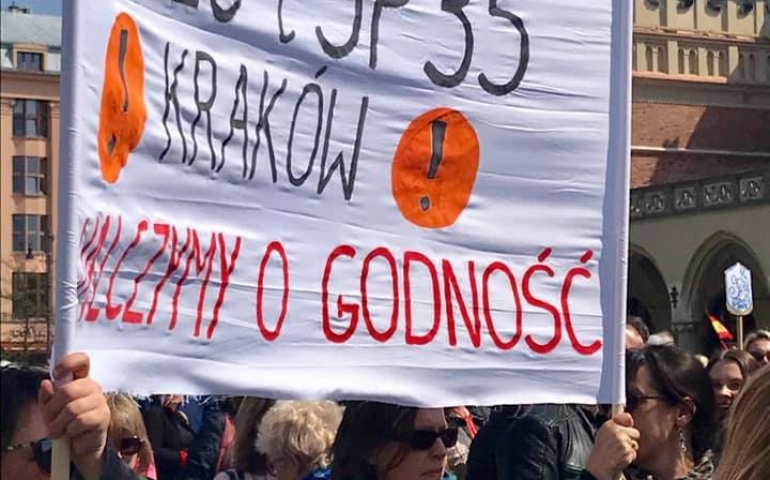 SP 35
! KRAKÓW !
WALCZYMY O GODNOŚĆ